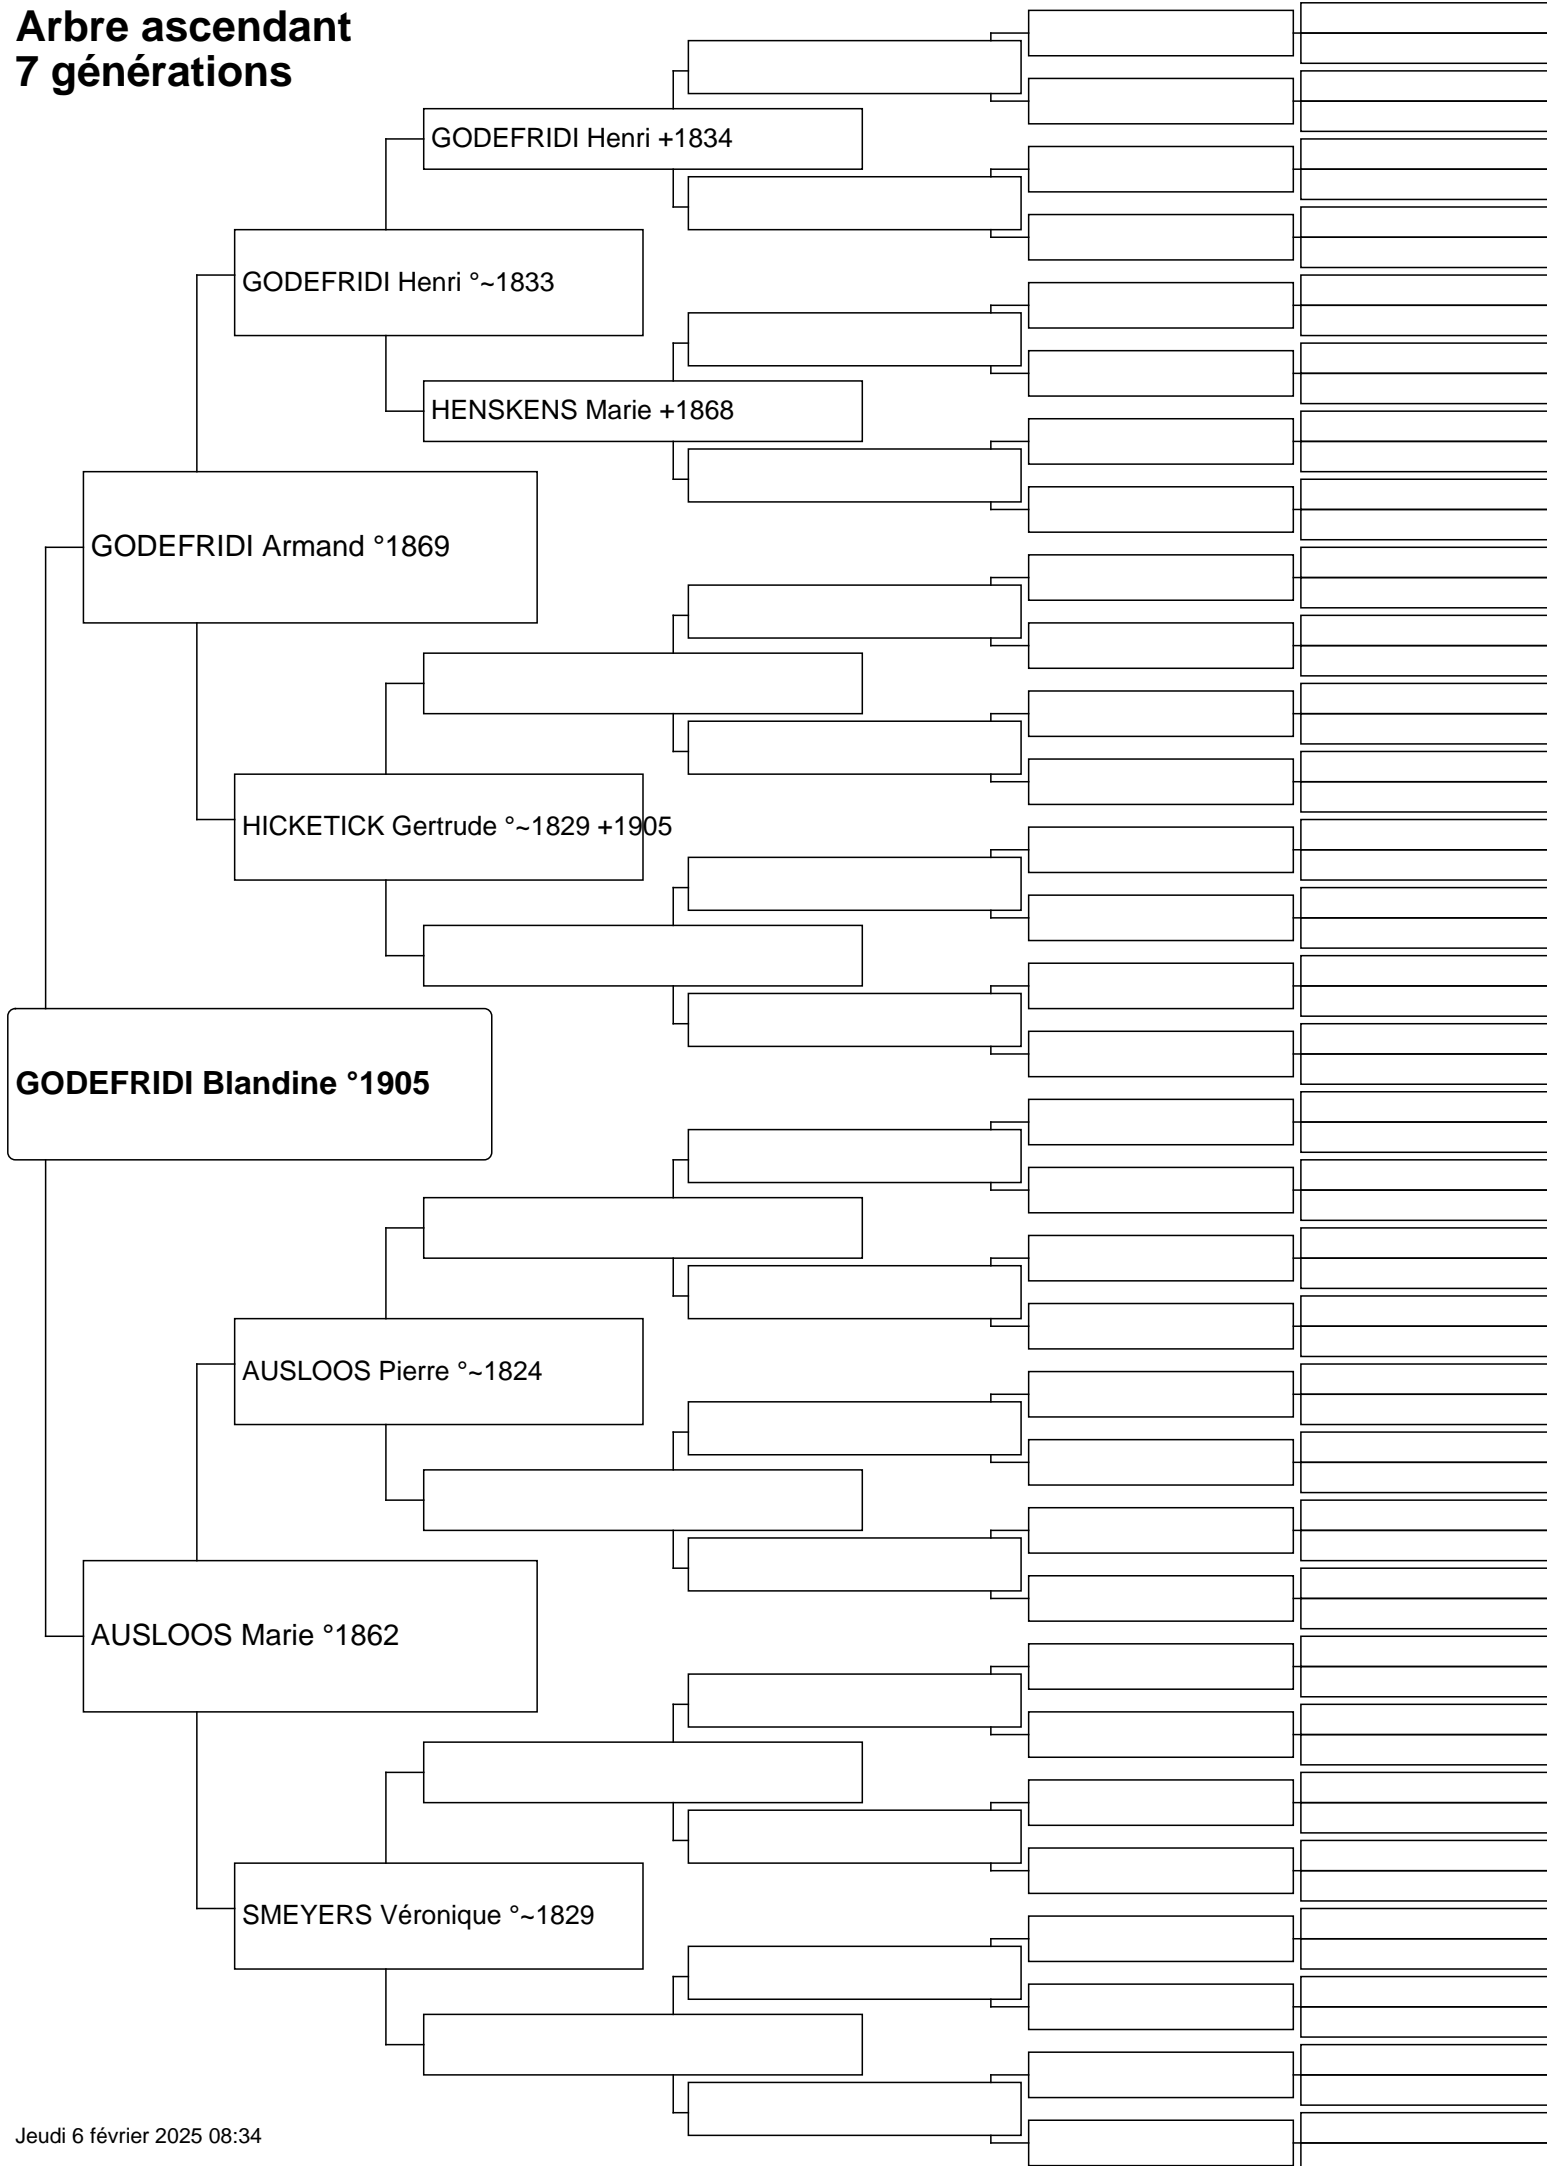 Arbre ascendant
7 générations
GODEFRIDI Henri +1834
GODEFRIDI Henri °~1833
HENSKENS Marie +1868
GODEFRIDI Armand °1869
HICKETICK Gertrude °~1829 +1905
GODEFRIDI Blandine °1905
AUSLOOS Pierre °~1824
AUSLOOS Marie °1862
SMEYERS Véronique °~1829
Jeudi 6 février 2025 08:34